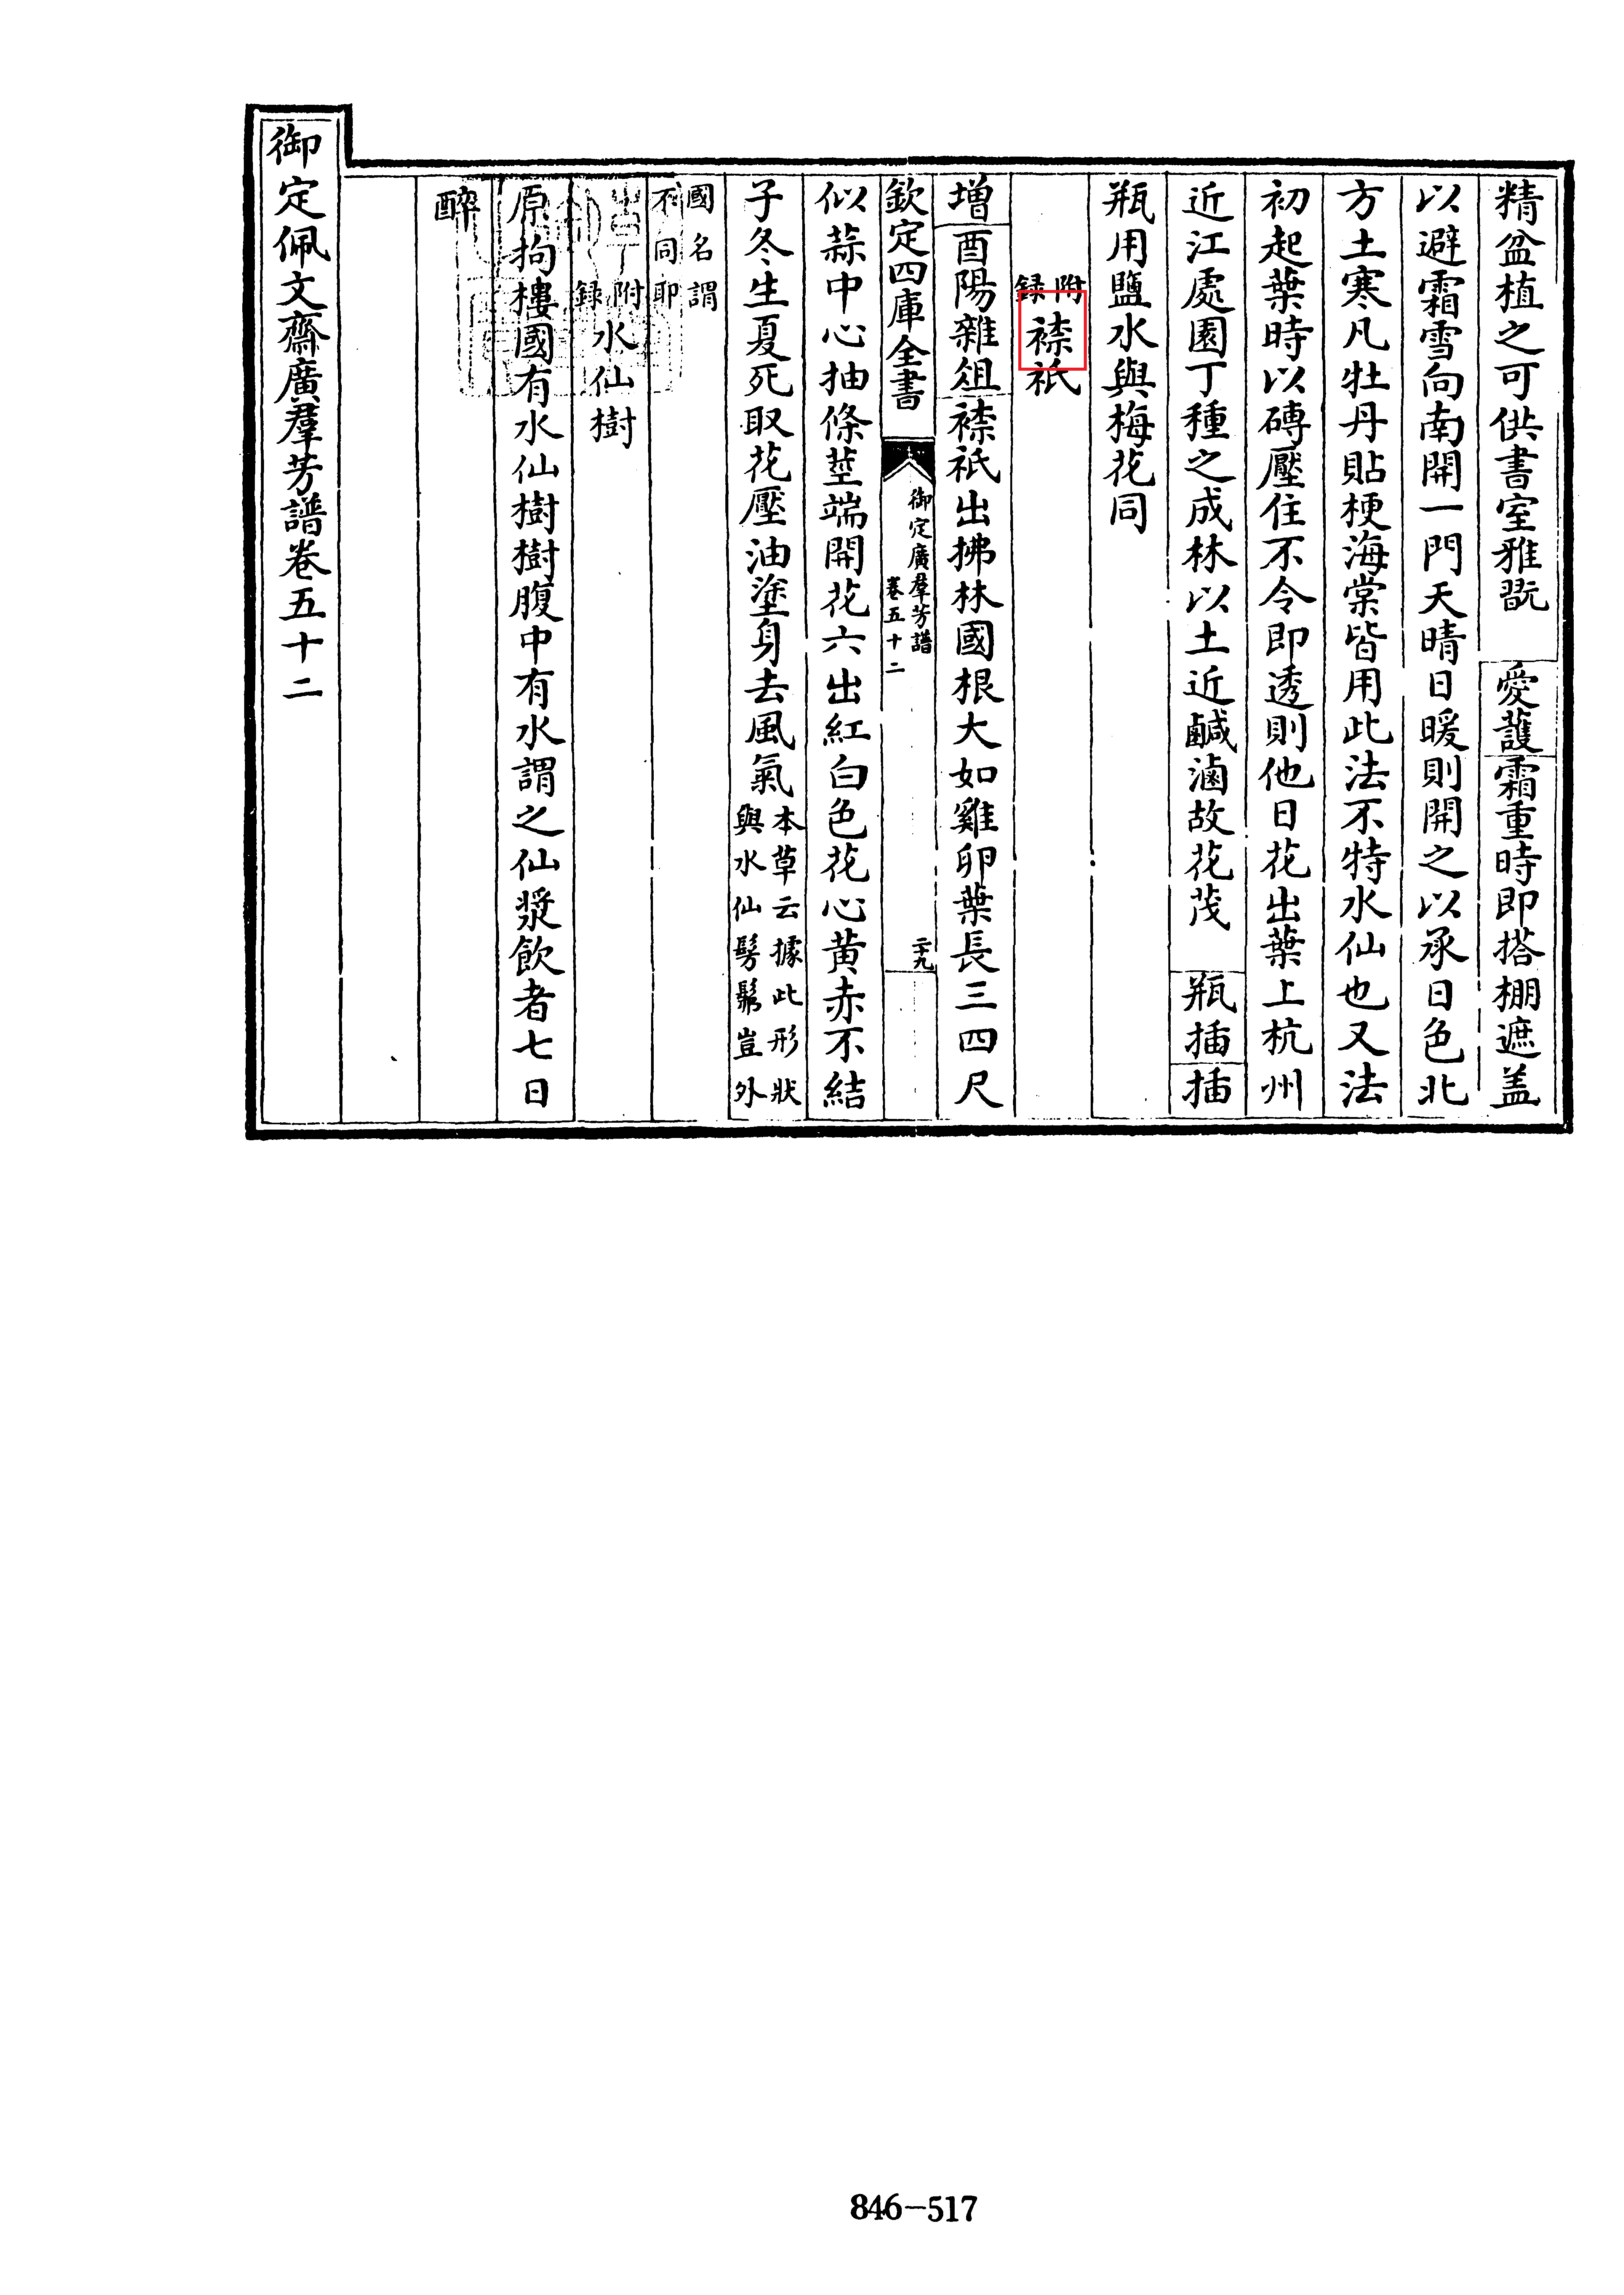 精盆植之可供書室雅翫　愛護霜重時即搭棚遮盖
以避霜雪向南開一門天晴日暖則開之以承日色北
方土寒凡牡丹貼梗海棠皆用此法不特水仙也又法
初起葉時以磚壓住不令即透則他日花出葉上杭州
近江處園丁種之成林以土近鹹滷故花茂　瓶插插
瓶用鹽水與梅花同
附録㮏祇
增酉陽雜俎㮏祇出拂林國根大如雞卵葉長三四尺
欽定四庫全書
御定廣羣芳譜
卷五十二
二十九
似蒜中心抽條莖端開花六出紅白色花心黄赤不結
子冬生夏死取花壓油塗身去風氣本草云據此形狀
與水仙髣髴豈外
國名謂
不同耶
附録水仙樹
原拘樓國有水仙樹樹腹中有水謂之仙漿飲者七日
醉
御定佩文齋廣羣芳譜卷五十二
846-517